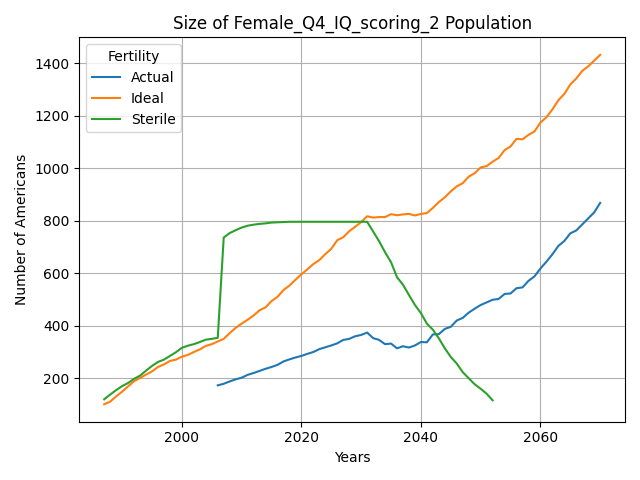 Size of Female_Q4_IQ_scoring_2 Population
Fertility
Actual
Ideal
Sterile
Number of Americans
1400
1200
1000
800
600
400
200
2000
2020
2040
2060
Years